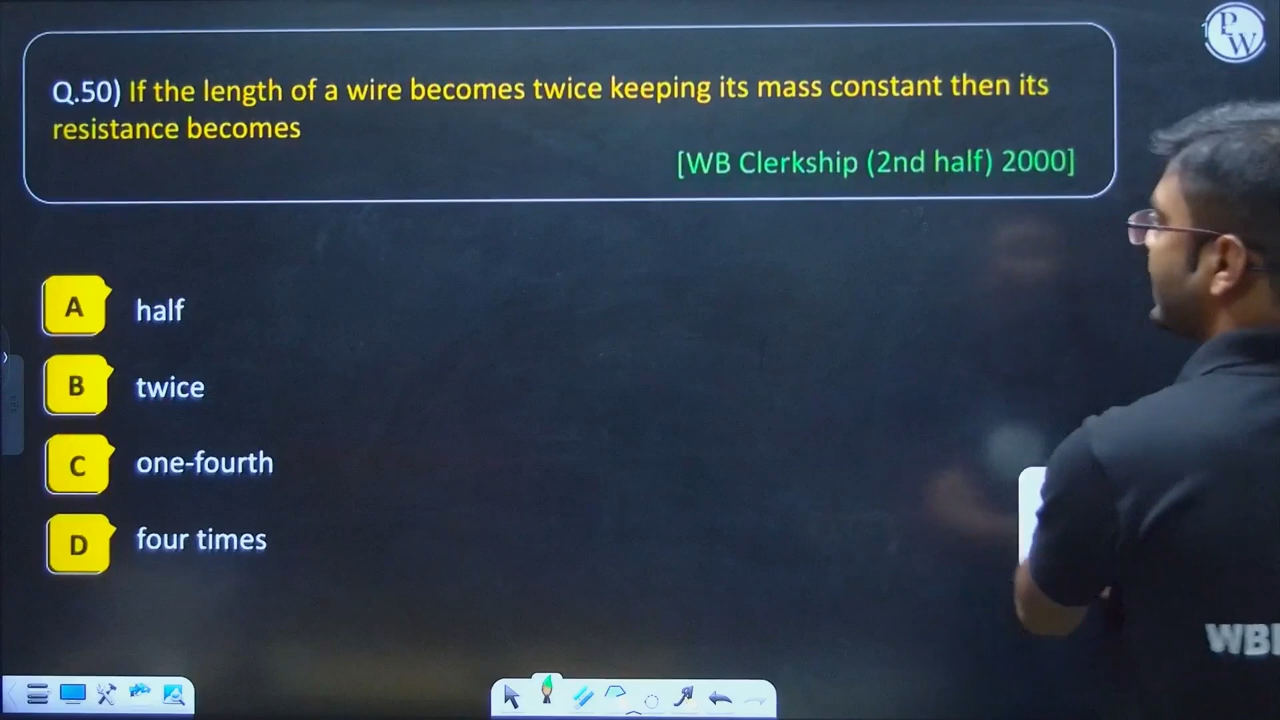 PW
Q.50) If the length of a wire becomes twice keeping its mass constant then its
resistance becomes
[WB Clerkship (2nd half) 2000]
A half
B twice
C one-fourth
D four times